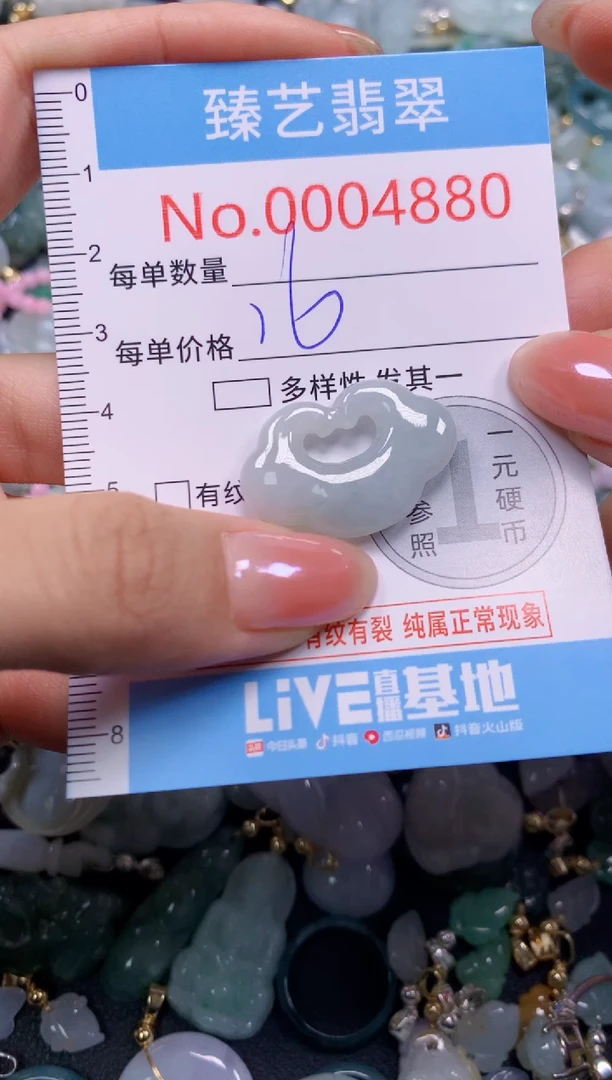 臻艺翡翠
No.0004880
每单数量
每单价格 16
多样性 发其一
有纹
一元硬币
1
参照
有纹有裂 纯属正常现象
LiVE直播基地
今日头条 抖音 西瓜视频 抖音火山版
0
1
2
3
4
5
8